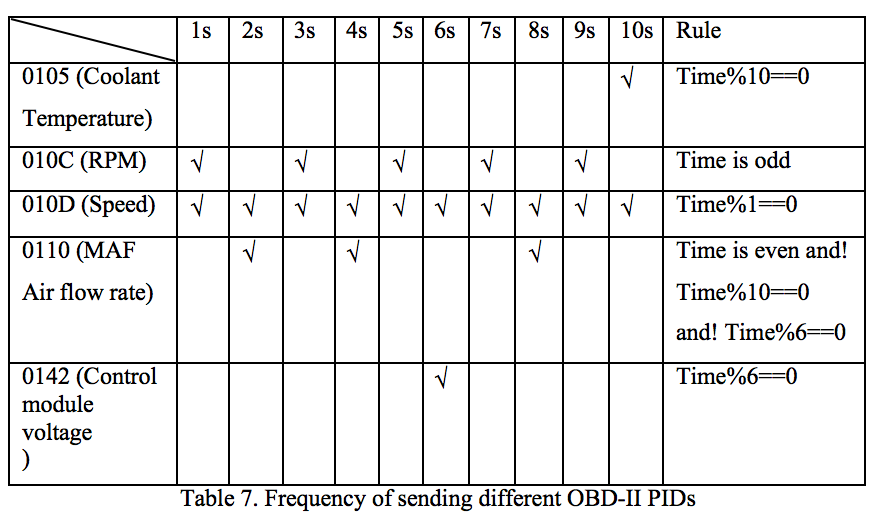 1s 2s 3s 4s 5s 6s 7s 8s 9s 10s Rule
0105 (Coolant √ Time%10==0
Temperature)
010C (RPM) √ √ √ √ √ Time is odd
010D (Speed) √ √ √ √ √ √ √ √ √ √ Time%1==0
0110 (MAF √ √ √ Time is even and!
Air flow rate) Time%10==0
and! Time%6==0
0142 (Control √ Time%6==0
module
voltage
)
Table 7. Frequency of sending different OBD-II PIDs